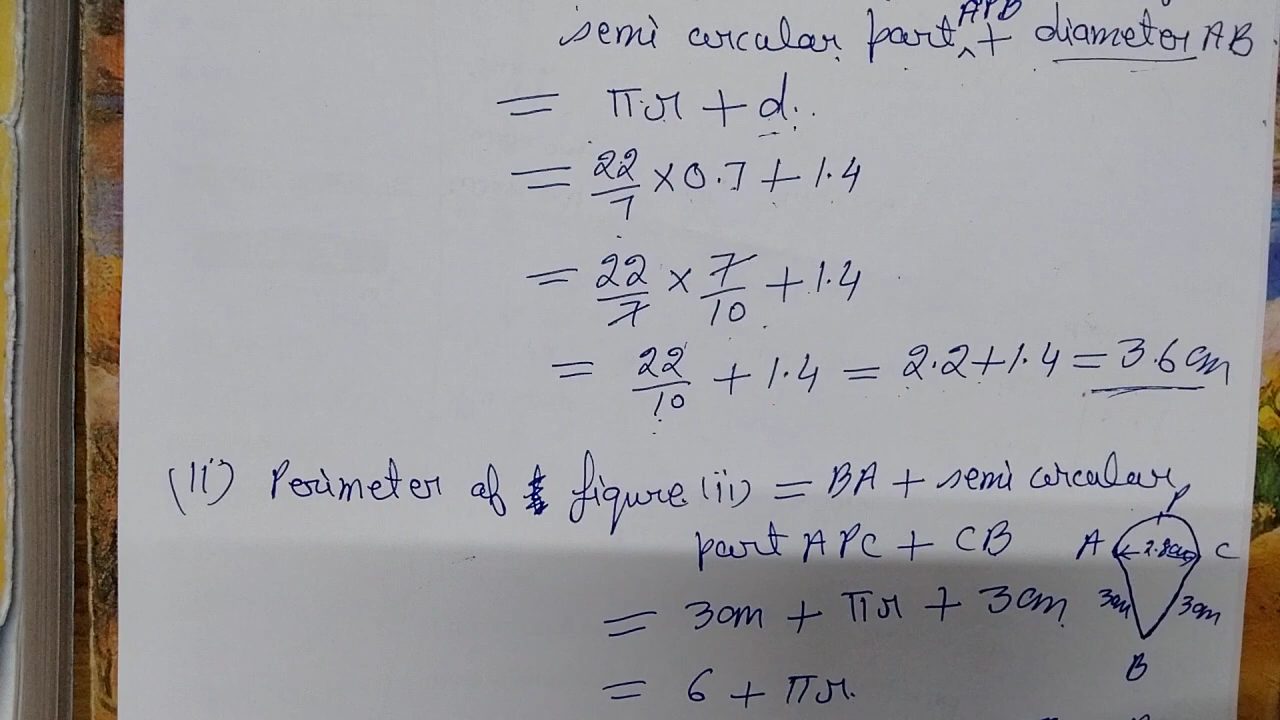 semi circular part APB + diameter AB
= πr + d.
= 22/7 × 0.7 + 1.4
= 22/7 × 7/10 + 1.4
= 22/10 + 1.4 = 2.2 + 1.4 = 3.6 cm
(ii) Perimeter of figure (ii) = BA + semi circular
part APC + CB
= 3cm + πr + 3cm
= 6 + πr.
P
A 2.8cm C
3cm 3cm
B